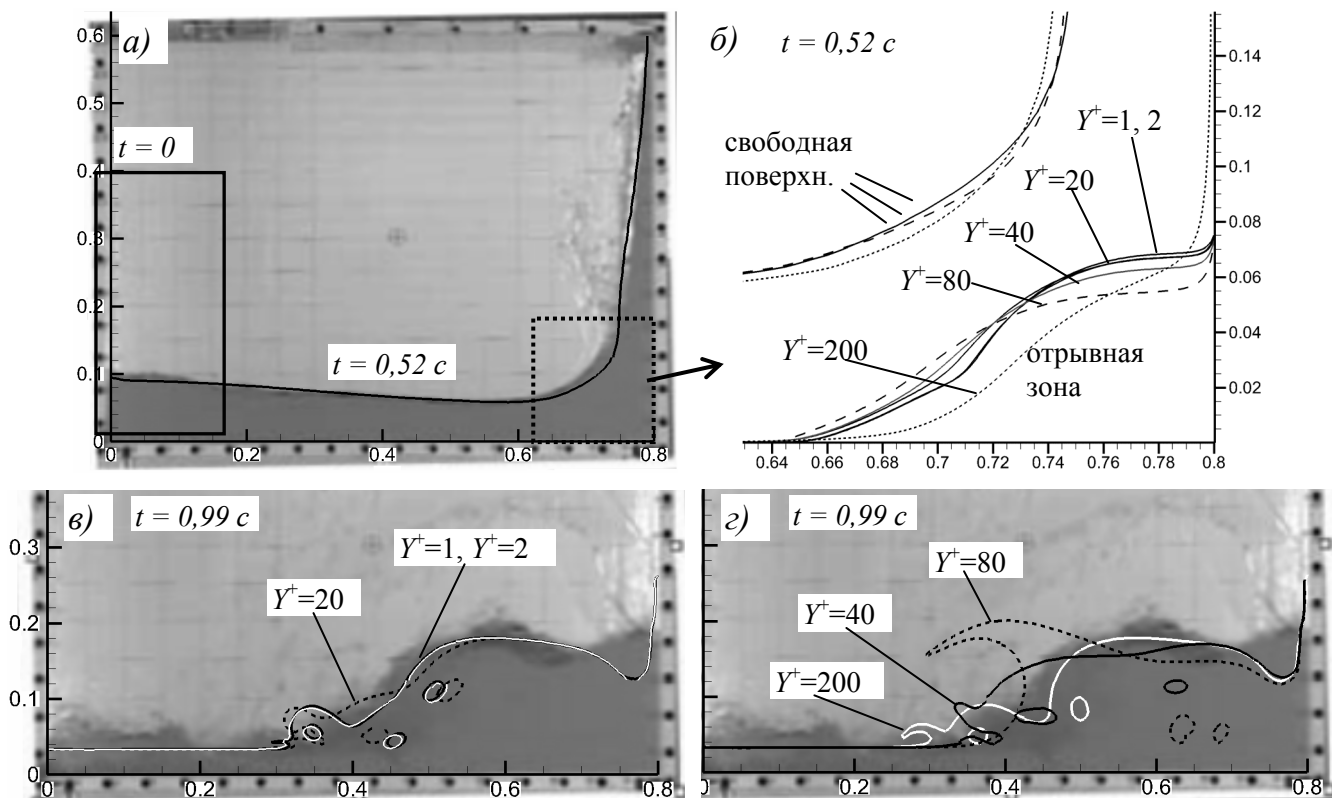 а)
0.6
0.5
0.4
0.3
0.2
0.1
0
t = 0
t = 0,52 с
0
0.2
0.4
0.6
0.8
б)
t = 0,52 с
0.14
0.12
0.1
0.08
0.06
0.04
0.02
свободная
поверхн.
Y⁺=1, 2
Y⁺=20
Y⁺=40
Y⁺=80
Y⁺=200
отрывная
зона
0.64
0.66
0.68
0.7
0.72
0.74
0.76
0.78
0.8
в)
t = 0,99 с
0.3
0.2
0.1
0
Y⁺=1, Y⁺=2
Y⁺=20
0
0.2
0.4
0.6
0.8
г)
t = 0,99 с
Y⁺=80
Y⁺=40
Y⁺=200
0
0.2
0.4
0.6
0.8